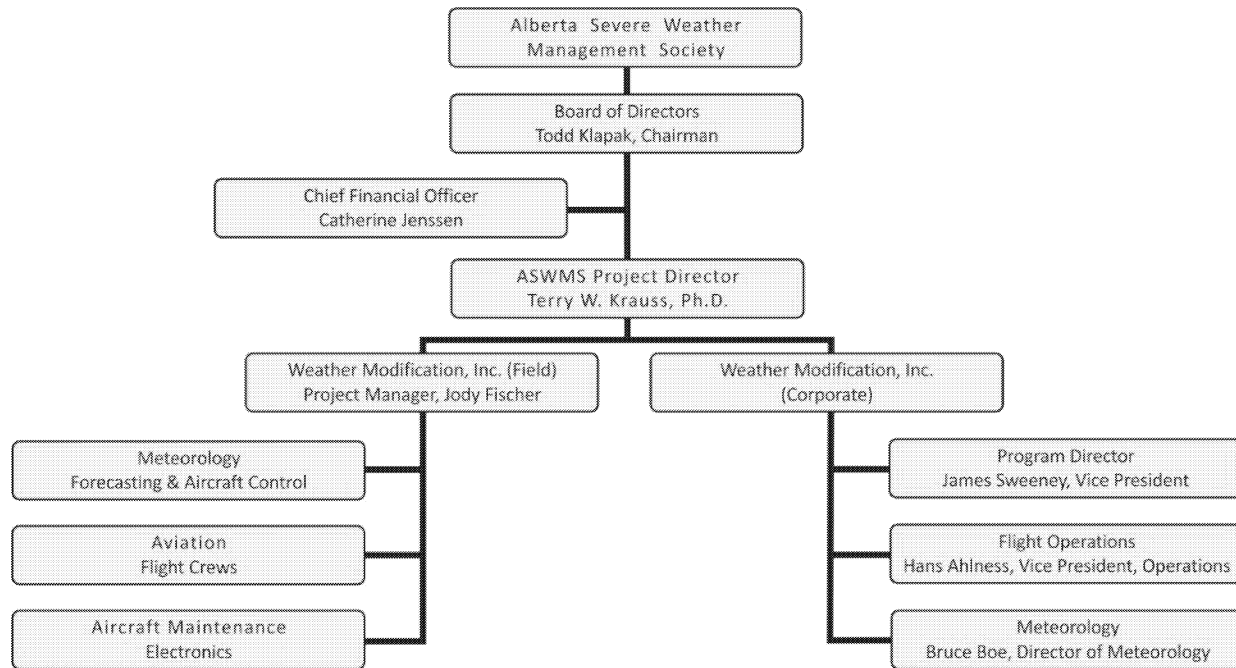 Alberta Severe Weather
Management Society
Board of Directors
Todd Klapak, Chairman
Chief Financial Officer
Catherine Jenssen
ASWMS Project Director
Terry W. Krauss, Ph.D.
Weather Modification, Inc. (Field)
Project Manager, Jody Fischer
Weather Modification, Inc.
(Corporate)
Meteorology
Forecasting & Aircraft Control
Aviation
Flight Crews
Aircraft Maintenance
Electronics
Program Director
James Sweeney, Vice President
Flight Operations
Hans Ahlness, Vice President, Operations
Meteorology
Bruce Boe, Director of Meteorology